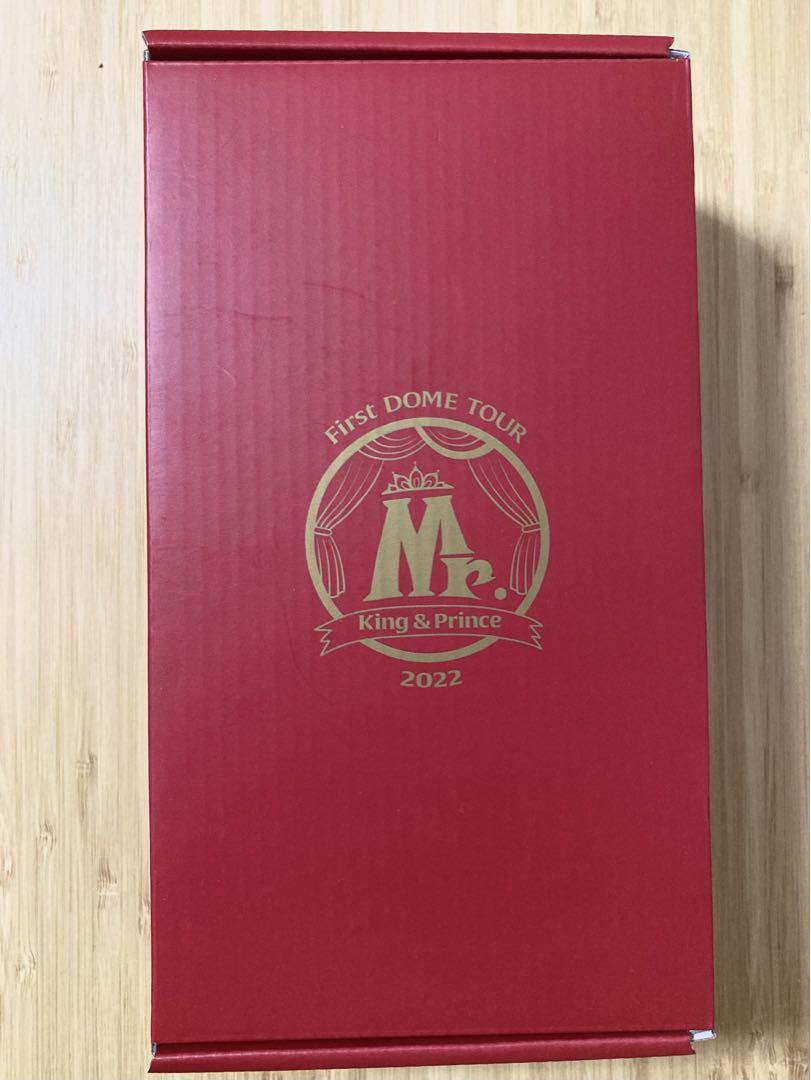 First DOME TOUR
Mr.
King & Prince
2022